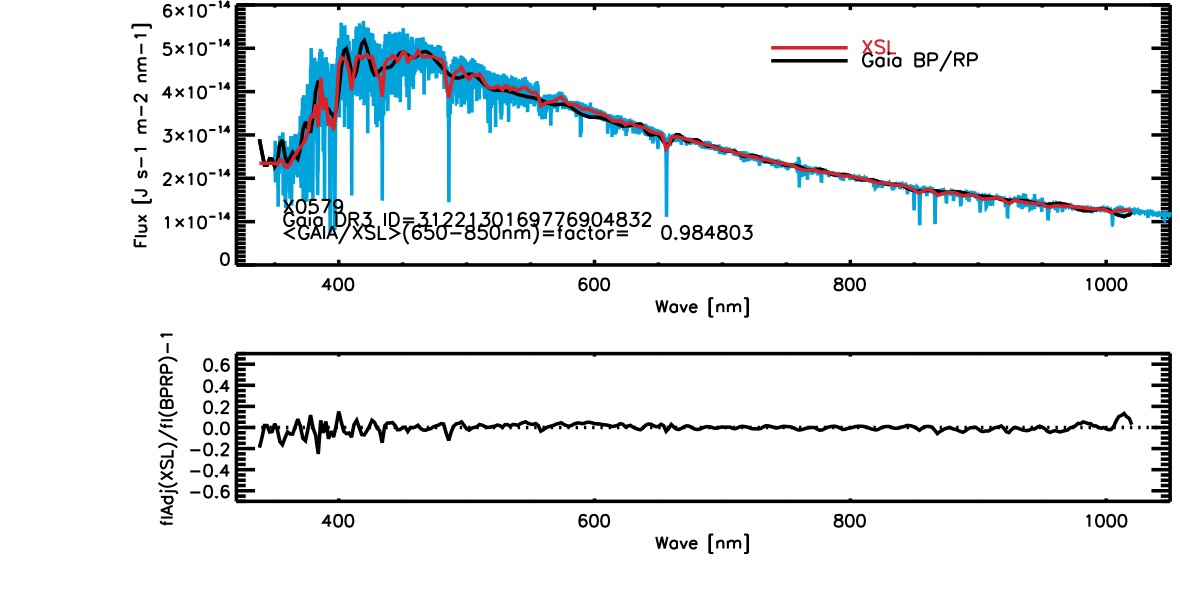 6×10⁻¹⁴
5×10⁻¹⁴
4×10⁻¹⁴
3×10⁻¹⁴
2×10⁻¹⁴
1×10⁻¹⁴
0
Flux [J s−1 m−2 nm−1]
XSL
Gaia BP/RP
X0579
Gaia DR3 ID=3122130169776904832
<GAIA/XSL>(650−850nm)=factor= 0.984803
400 600 800 1000
Wave [nm]
flAdj(XSL)/fl(BPRP)−1
0.6
0.4
0.2
0.0
−0.2
−0.4
−0.6
400 600 800 1000
Wave [nm]